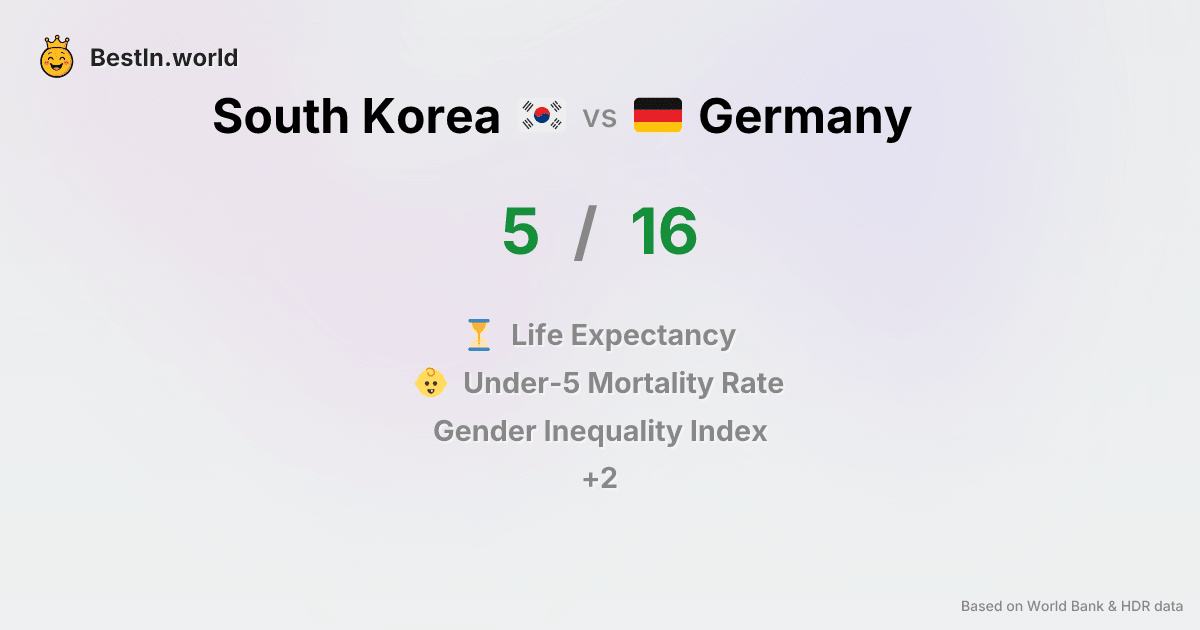 BestIn.world
South Korea vs Germany
5 / 16
Life Expectancy
Under-5 Mortality Rate
Gender Inequality Index
+2
Based on World Bank & HDR data